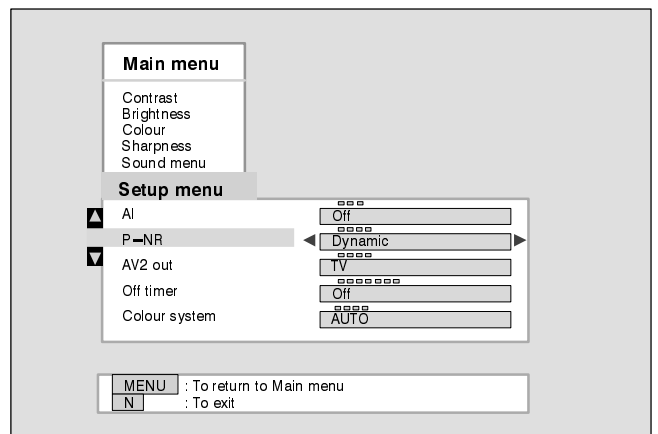 Main menu
Contrast
Brightness
Colour
Sharpness
Sound menu
Setup menu
AI Off
P-NR Dynamic
AV2 out TV
Off timer Off
Colour system AUTO
MENU : To return to Main menu
N : To exit